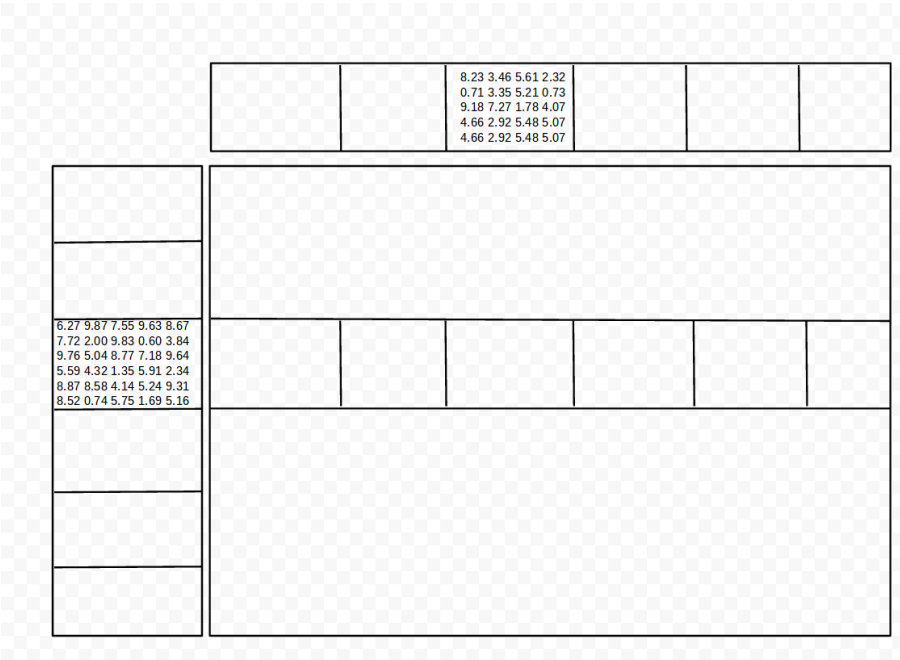 8.23 3.46 5.61 2.32
0.71 3.35 5.21 0.73
9.18 7.27 1.78 4.07
4.66 2.92 5.48 5.07
4.66 2.92 5.48 5.07
6.27 9.87 7.55 9.63 8.67
7.72 2.00 9.83 0.60 3.84
9.76 5.04 8.77 7.18 9.64
5.59 4.32 1.35 5.91 2.34
8.87 8.58 4.14 5.24 9.31
8.52 0.74 5.75 1.69 5.16